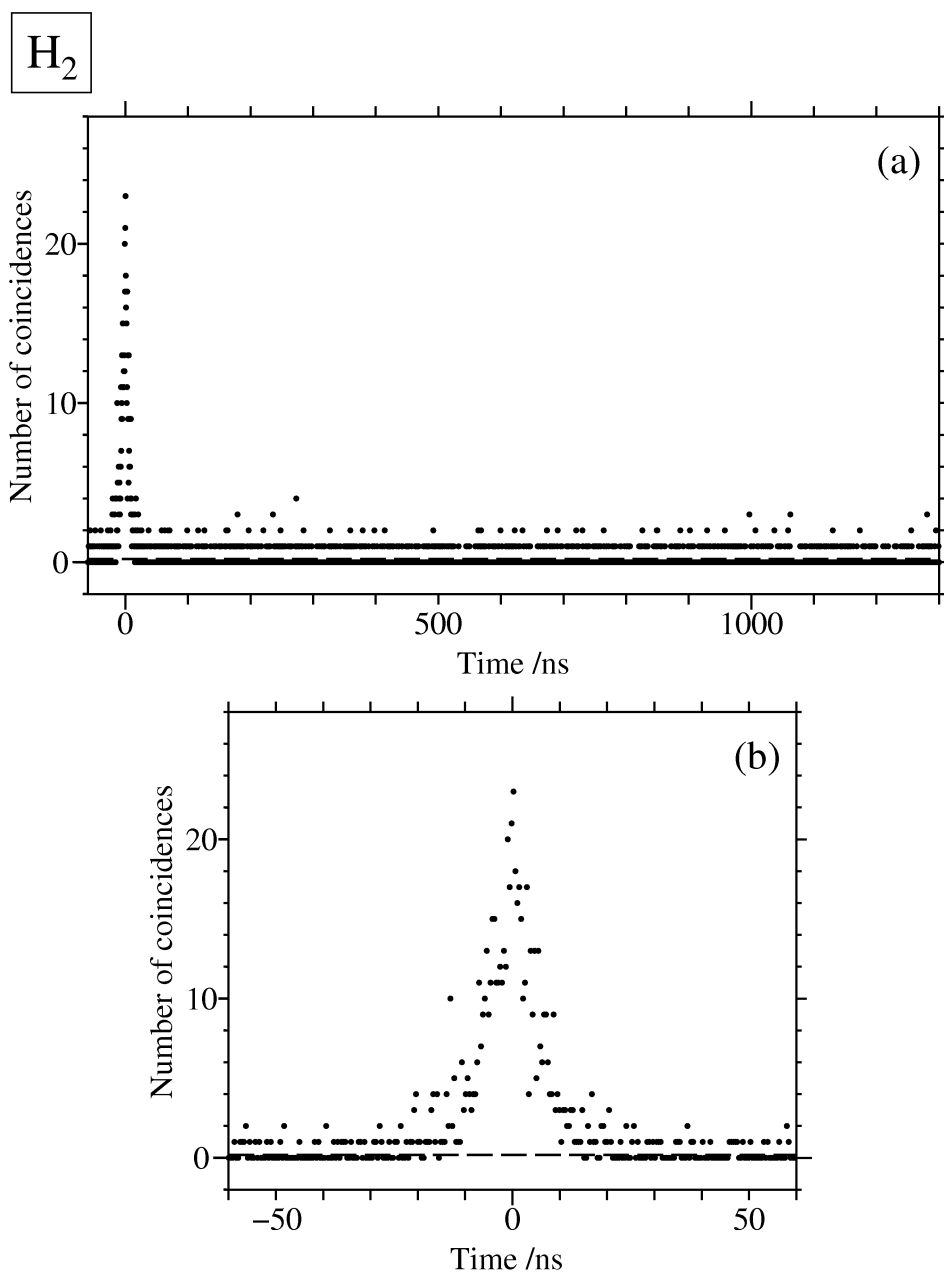 H₂
(a)
Number of coincidences
20
10
0
0 500 1000
Time /ns
(b)
Number of coincidences
20
10
0
−50 0 50
Time /ns